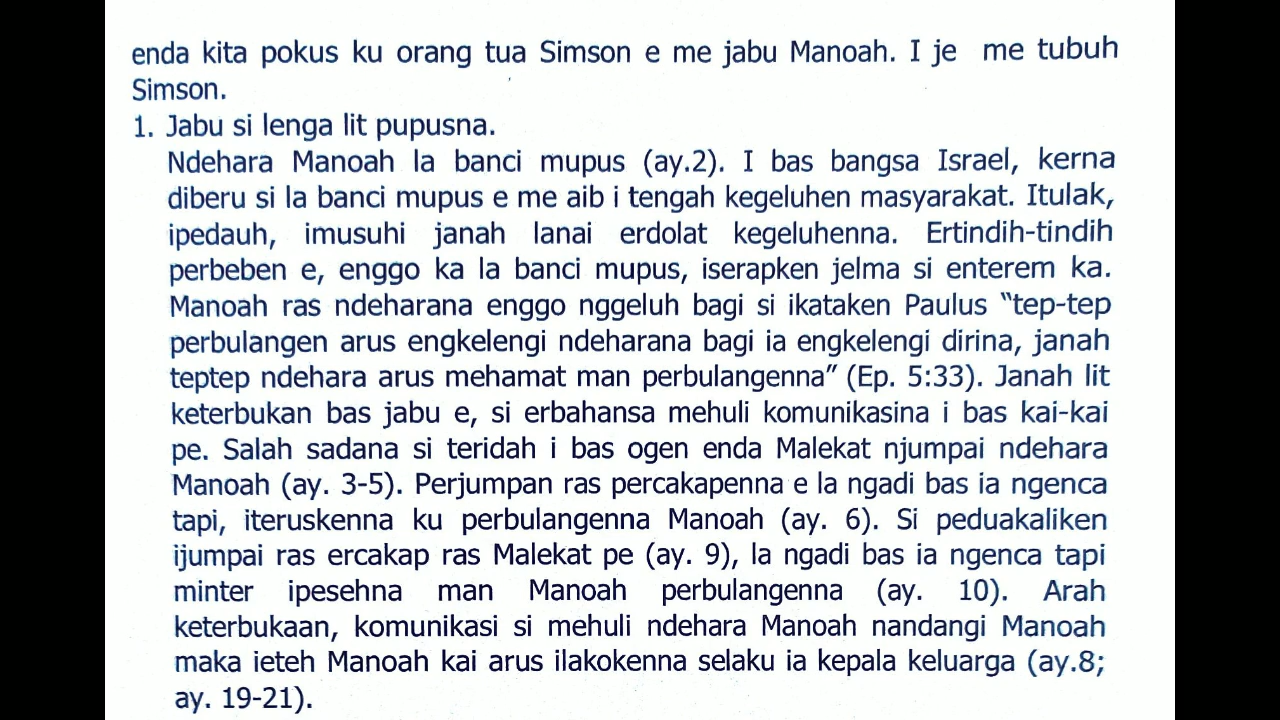 enda kita pokus ku orang tua Simson e me jabu Manoah. I je me tubuh
Simson.
1. Jabu si lenga lit pupusna.
Ndehara Manoah la banci mupus (ay.2). I bas bangsa Israel, kerna
diberu si la banci mupus e me aib i tengah kegeluhen masyarakat. Itulak,
ipedauh, imusuhi janah lanai erdolat kegeluhenna. Ertindih-tindih
perbeben e, enggo ka la banci mupus, iserapken jelma si enterem ka.
Manoah ras ndeharana enggo nggeluh bagi si ikataken Paulus "tep-tep
perbulangen arus engkelengi ndeharana bagi ia engkelengi dirina, janah
teptep ndehara arus mehamat man perbulangenna" (Ep. 5:33). Janah lit
keterbukan bas jabu e, si erbahansa mehuli komunikasina i bas kai-kai
pe. Salah sadana si teridah i bas ogen enda Malekat njumpai ndehara
Manoah (ay. 3-5). Perjumpan ras percakapenna e la ngadi bas ia ngenca
tapi, iteruskenna ku perbulangenna Manoah (ay. 6). Si peduakaliken
ijumpai ras ercakap ras Malekat pe (ay. 9), la ngadi bas ia ngenca tapi
minter ipesehna man Manoah perbulangenna (ay. 10). Arah
keterbukaan, komunikasi si mehuli ndehara Manoah nandangi Manoah
maka ieteh Manoah kai arus ilakokenna selaku ia kepala keluarga (ay.8;
ay. 19-21).